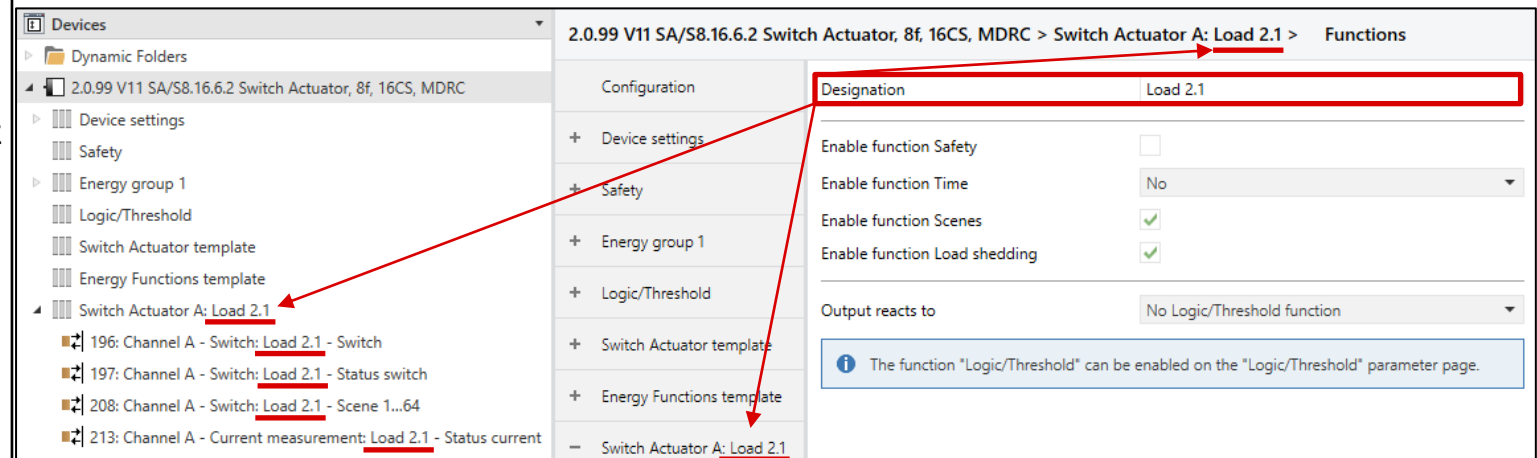 Devices
Dynamic Folders
2.0.99 V11 SA/S8.16.6.2 Switch Actuator, 8f, 16CS, MDRC
Device settings
Safety
Energy group 1
Logic/Threshold
Switch Actuator template
Energy Functions template
Switch Actuator A: Load 2.1
196: Channel A - Switch: Load 2.1 - Switch
197: Channel A - Switch: Load 2.1 - Status switch
208: Channel A - Switch: Load 2.1 - Scene 1...64
213: Channel A - Current measurement: Load 2.1 - Status current
2.0.99 V11 SA/S8.16.6.2 Switch Actuator, 8f, 16CS, MDRC > Switch Actuator A: Load 2.1 > Functions
Configuration
+ Device settings
+ Safety
+ Energy group 1
+ Logic/Threshold
+ Switch Actuator template
+ Energy Functions template
− Switch Actuator A: Load 2.1
Designation Load 2.1
Enable function Safety
Enable function Time No
Enable function Scenes
Enable function Load shedding
Output reacts to No Logic/Threshold function
The function "Logic/Threshold" can be enabled on the "Logic/Threshold" parameter page.